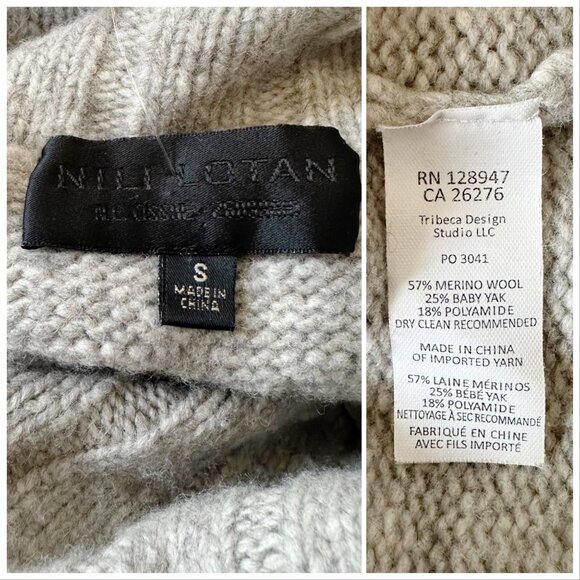 NILI LOTAN
S
MADE IN
CHINA
RN 128947
CA 26276
Tribeca Design
Studio LLC
PO 3041
57% MERINO WOOL
25% BABY YAK
18% POLYAMIDE
DRY CLEAN RECOMMENDED
MADE IN CHINA
OF IMPORTED YARN
57% LAINE MÉRINOS
25% BÉBÉ YAK
18% POLYAMIDE
NETTOYAGE À SEC RECOMMANDÉ
FABRIQUÉ EN CHINE
AVEC FILS IMPORTÉ